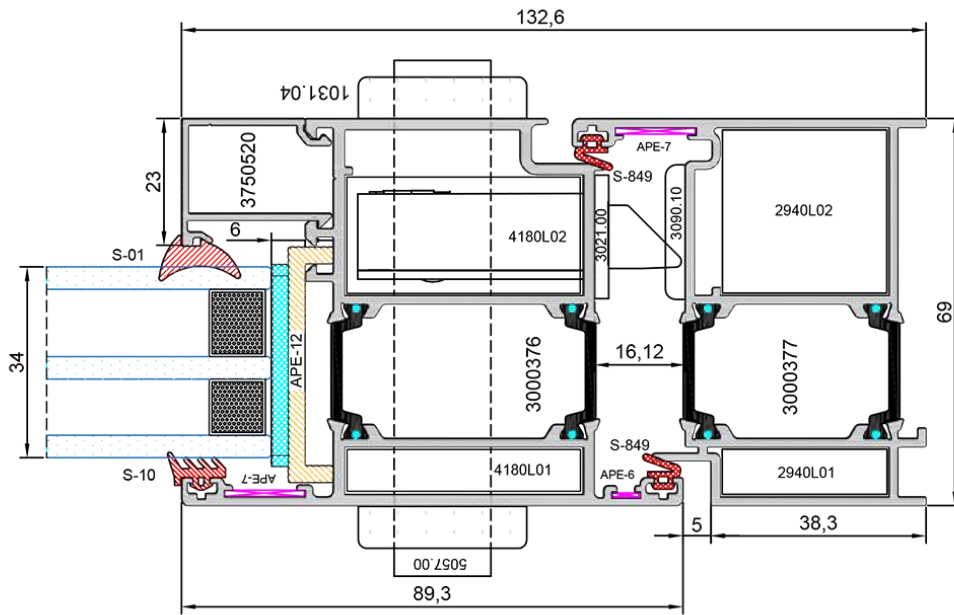 132,6
1031.04
3750520
23
APE-7
S-849
3021.00
3090.10
2940L02
4180L02
6
S-01
34
APE-12
3000376
16,12
3000377
69
S-10
APE-7
4180L01
APE-6
S-849
2940L01
5
38,3
5057.00
89,3